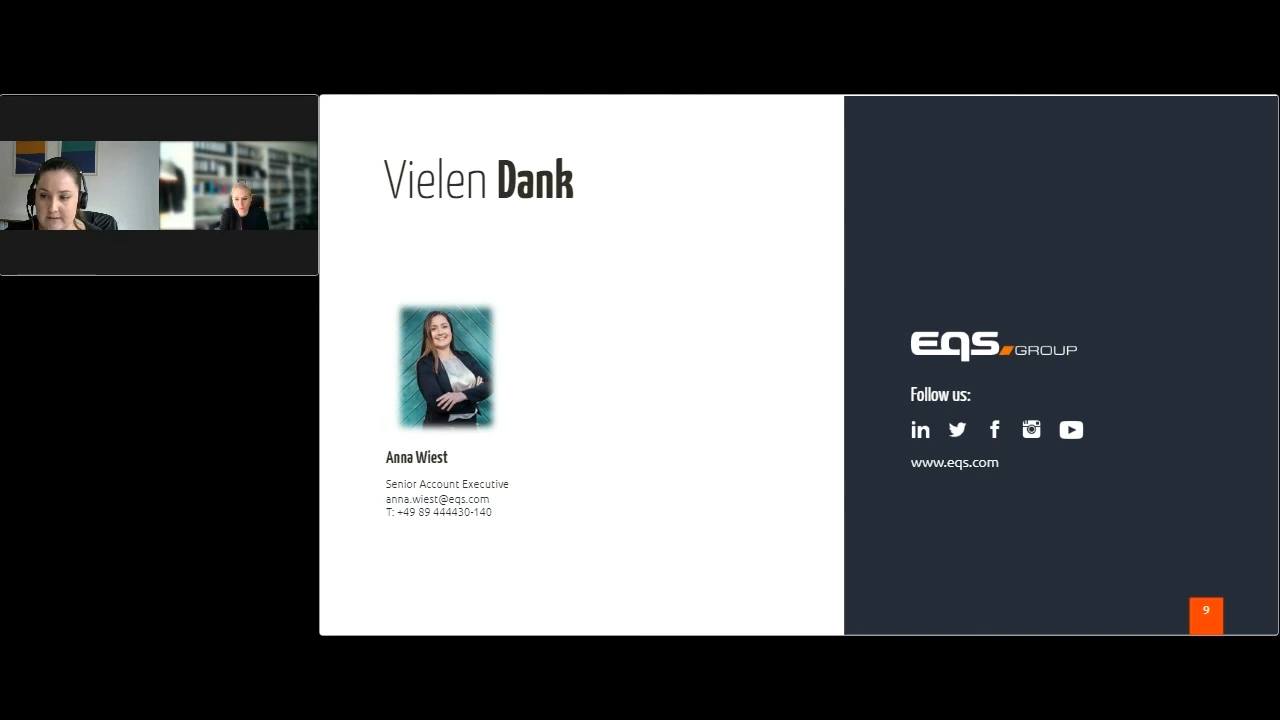 Vielen Dank
Anna Wiest
Senior Account Executive
anna.wiest@eqs.com
T: +49 89 444430-140
EQS GROUP
Follow us:
www.eqs.com
9